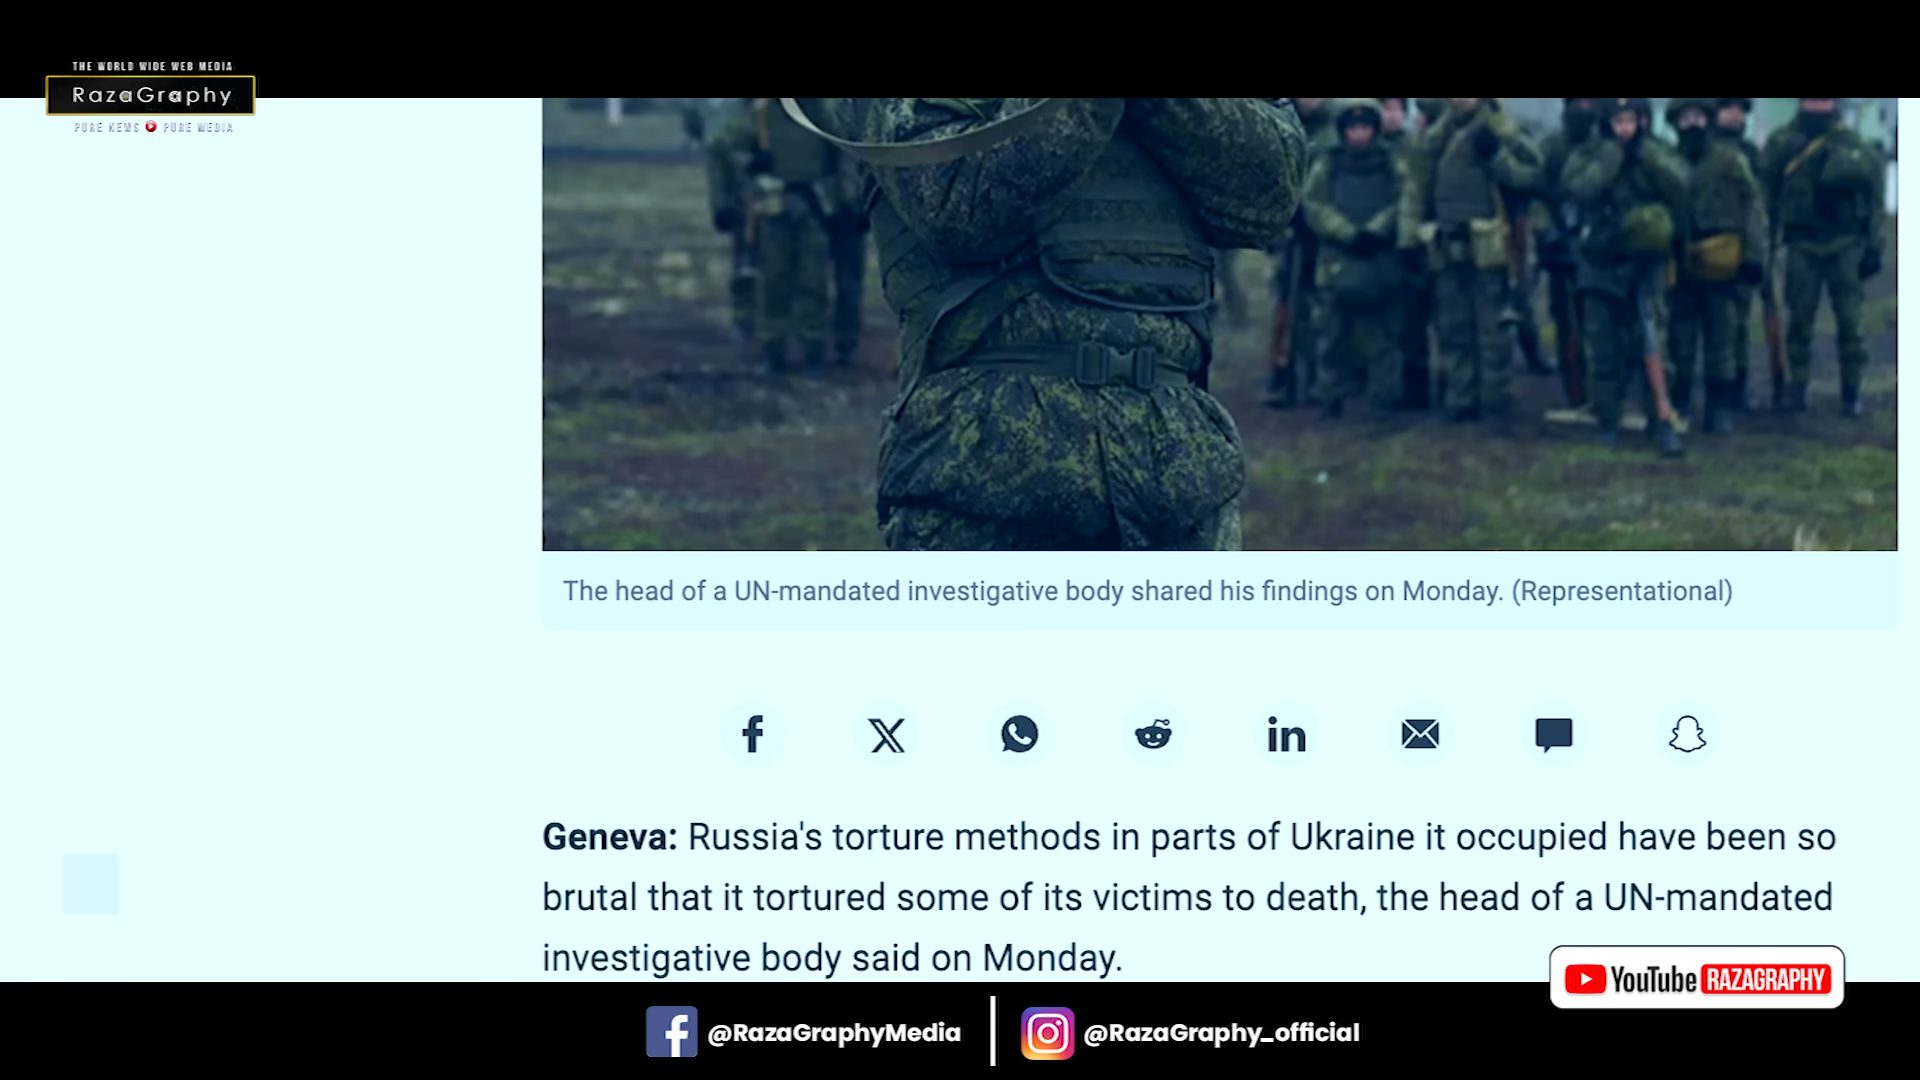 THE WORLD WIDE WEB MEDIA
RazaGraphy
PURE NEWS PURE MEDIA
The head of a UN-mandated investigative body shared his findings on Monday. (Representational)
Geneva: Russia's torture methods in parts of Ukraine it occupied have been so
brutal that it tortured some of its victims to death, the head of a UN-mandated
investigative body said on Monday.
YouTube RAZAGRAPHY
@RazaGraphyMedia
@RazaGraphy_official